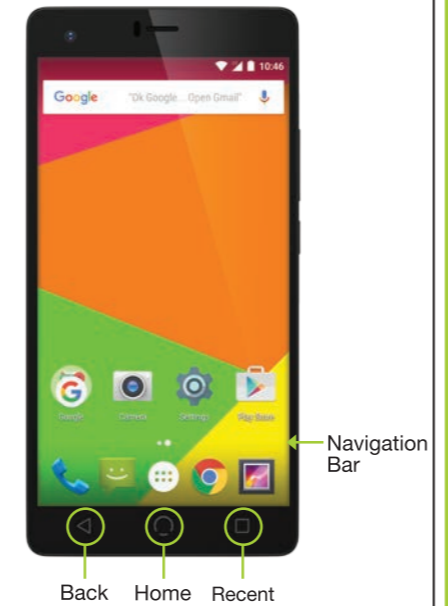 10:46
Google "Ok Google... Open Gmail"
Google Camera Settings Play Store
Navigation
Bar
Back Home Recent